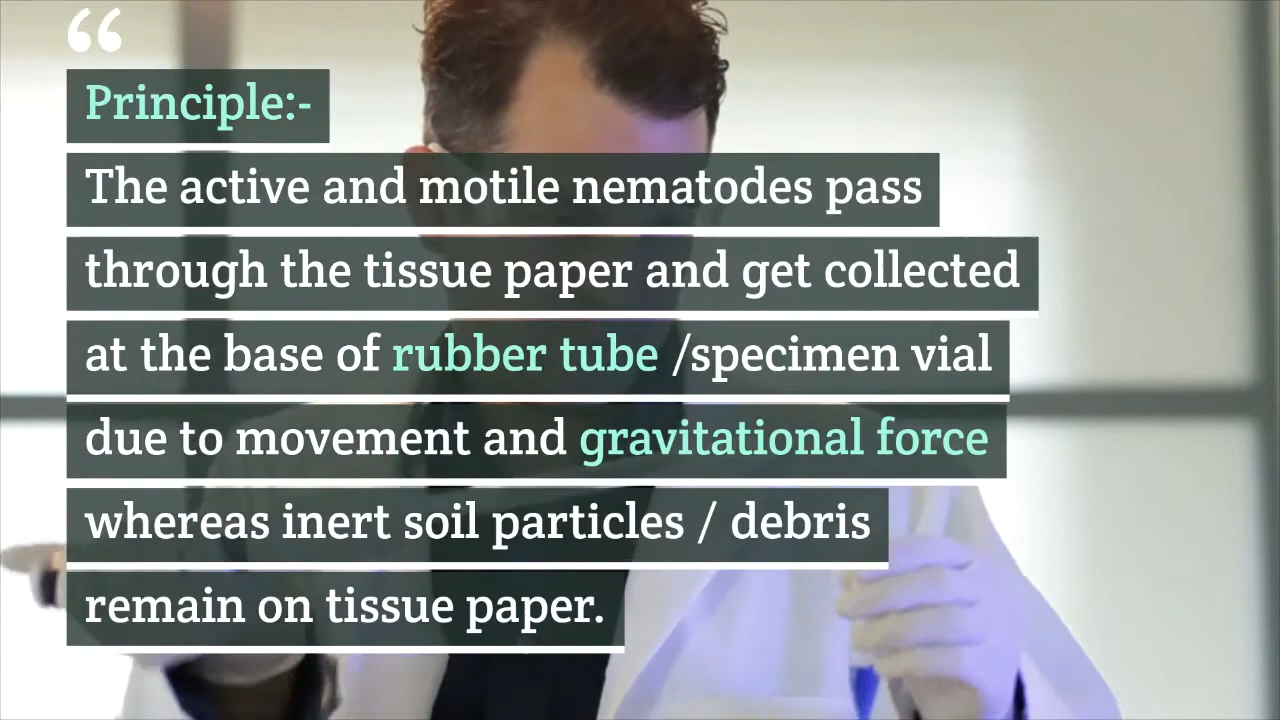 “
Principle:-
The active and motile nematodes pass
through the tissue paper and get collected
at the base of rubber tube /specimen vial
due to movement and gravitational force
whereas inert soil particles / debris
remain on tissue paper.